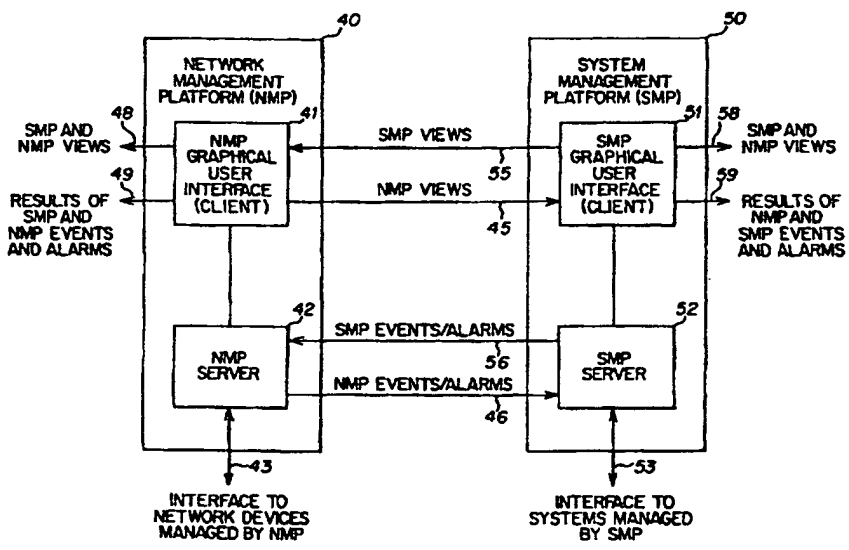 40
50
NETWORK
MANAGEMENT
PLATFORM (NMP)
SYSTEM
MANAGEMENT
PLATFORM (SMP)
48
SMP AND
NMP VIEWS
41
NMP
GRAPHICAL
USER
INTERFACE
(CLIENT)
49
RESULTS OF
SMP AND
NMP EVENTS
AND ALARMS
SMP VIEWS
55
NMP VIEWS
45
51
SMP
GRAPHICAL
USER
INTERFACE
(CLIENT)
58
SMP AND
NMP VIEWS
59
RESULTS OF
NMP AND
SMP EVENTS
AND ALARMS
42
NMP
SERVER
SMP EVENTS/ALARMS
56
NMP EVENTS/ALARMS
46
52
SMP
SERVER
43
INTERFACE TO
NETWORK DEVICES
MANAGED BY NMP
53
INTERFACE TO
SYSTEMS MANAGED
BY SMP